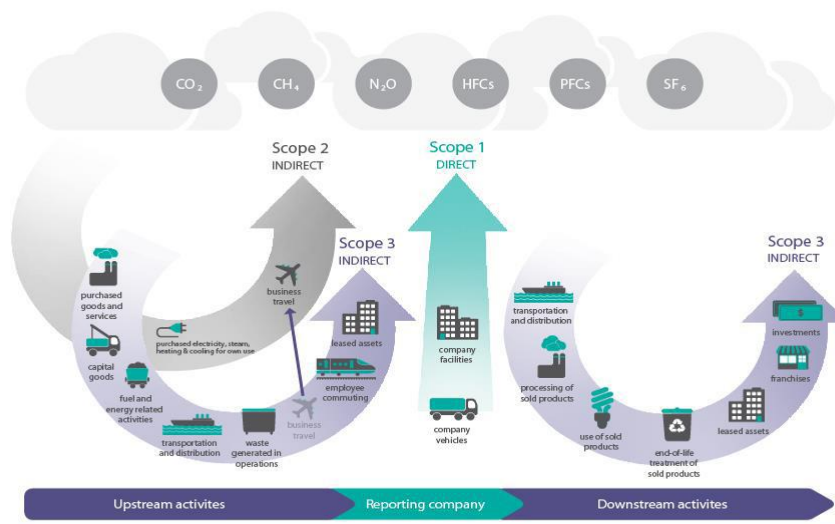 CO2
CH4
N2O
HFCs
PFCs
SF6
Scope 2
INDIRECT
Scope 1
DIRECT
Scope 3
INDIRECT
Scope 3
INDIRECT
purchased
goods and
services
capital
goods
fuel and
energy related
activities
purchased electricity, steam,
heating & cooling for own use
transportation
and distribution
waste
generated in
operations
business
travel
business
travel
employee
commuting
leased assets
company
facilities
company
vehicles
transportation
and distribution
processing of
sold products
use of sold
products
end-of-life
treatment of
sold products
leased assets
franchises
investments
$
Upstream activites
Reporting company
Downstream activites